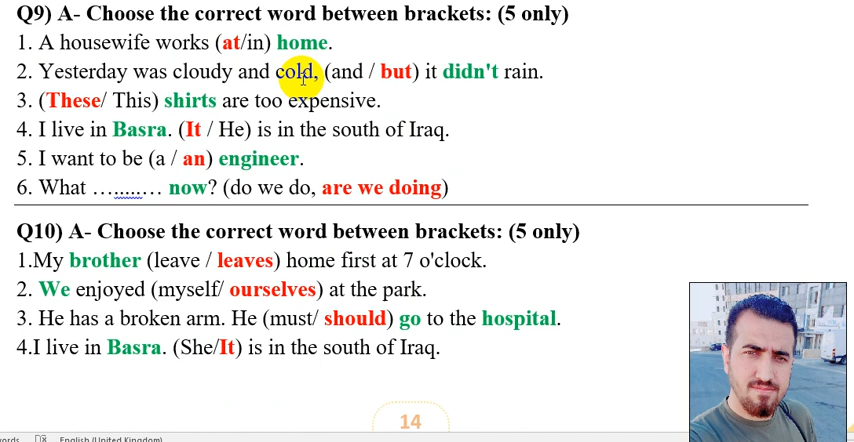 Q9) A- Choose the correct word between brackets: (5 only)
1. A housewife works (at/in) home.
2. Yesterday was cloudy and cold, (and / but) it didn't rain.
3. (These/ This) shirts are too expensive.
4. I live in Basra. (It / He) is in the south of Iraq.
5. I want to be (a / an) engineer.
6. What …......… now? (do we do, are we doing)
Q10) A- Choose the correct word between brackets: (5 only)
1.My brother (leave / leaves) home first at 7 o'clock.
2. We enjoyed (myself/ ourselves) at the park.
3. He has a broken arm. He (must/ should) go to the hospital.
4.I live in Basra. (She/It) is in the south of Iraq.
14
English (United Kingdom)